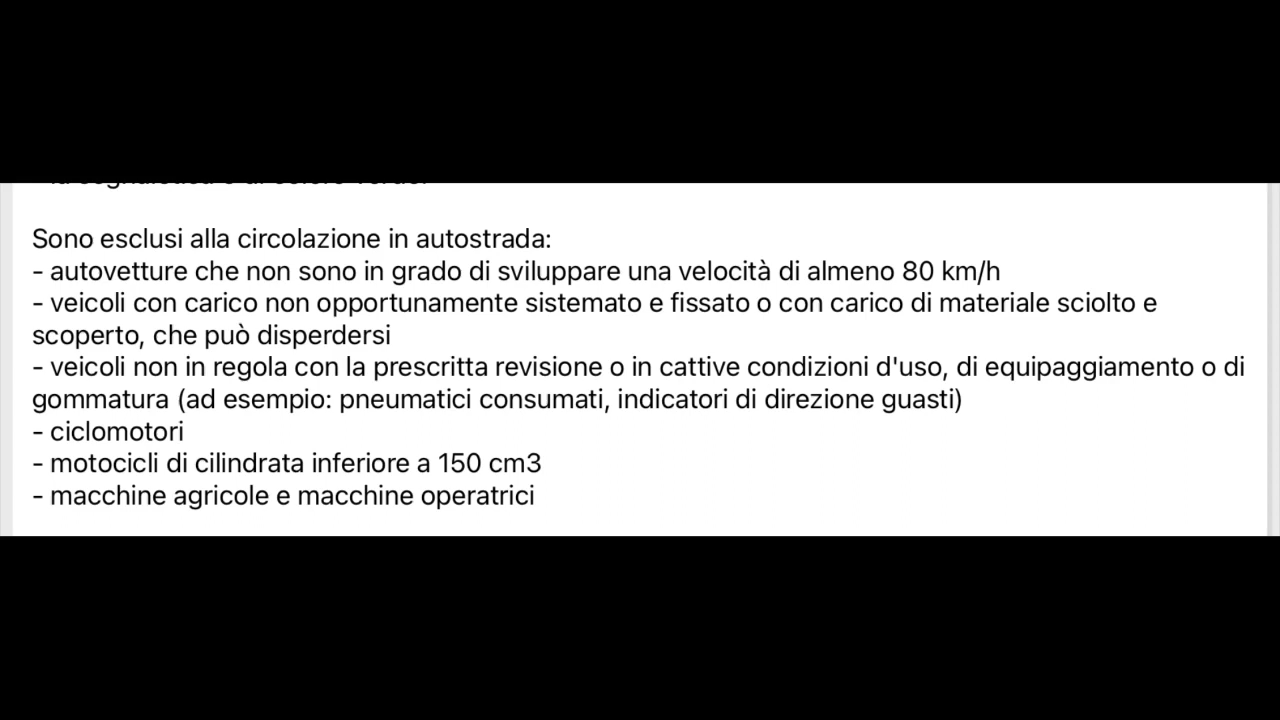 Sono esclusi alla circolazione in autostrada:
- autovetture che non sono in grado di sviluppare una velocità di almeno 80 km/h
- veicoli con carico non opportunamente sistemato e fissato o con carico di materiale sciolto e
scoperto, che può disperdersi
- veicoli non in regola con la prescritta revisione o in cattive condizioni d'uso, di equipaggiamento o di
gommatura (ad esempio: pneumatici consumati, indicatori di direzione guasti)
- ciclomotori
- motocicli di cilindrata inferiore a 150 cm3
- macchine agricole e macchine operatrici